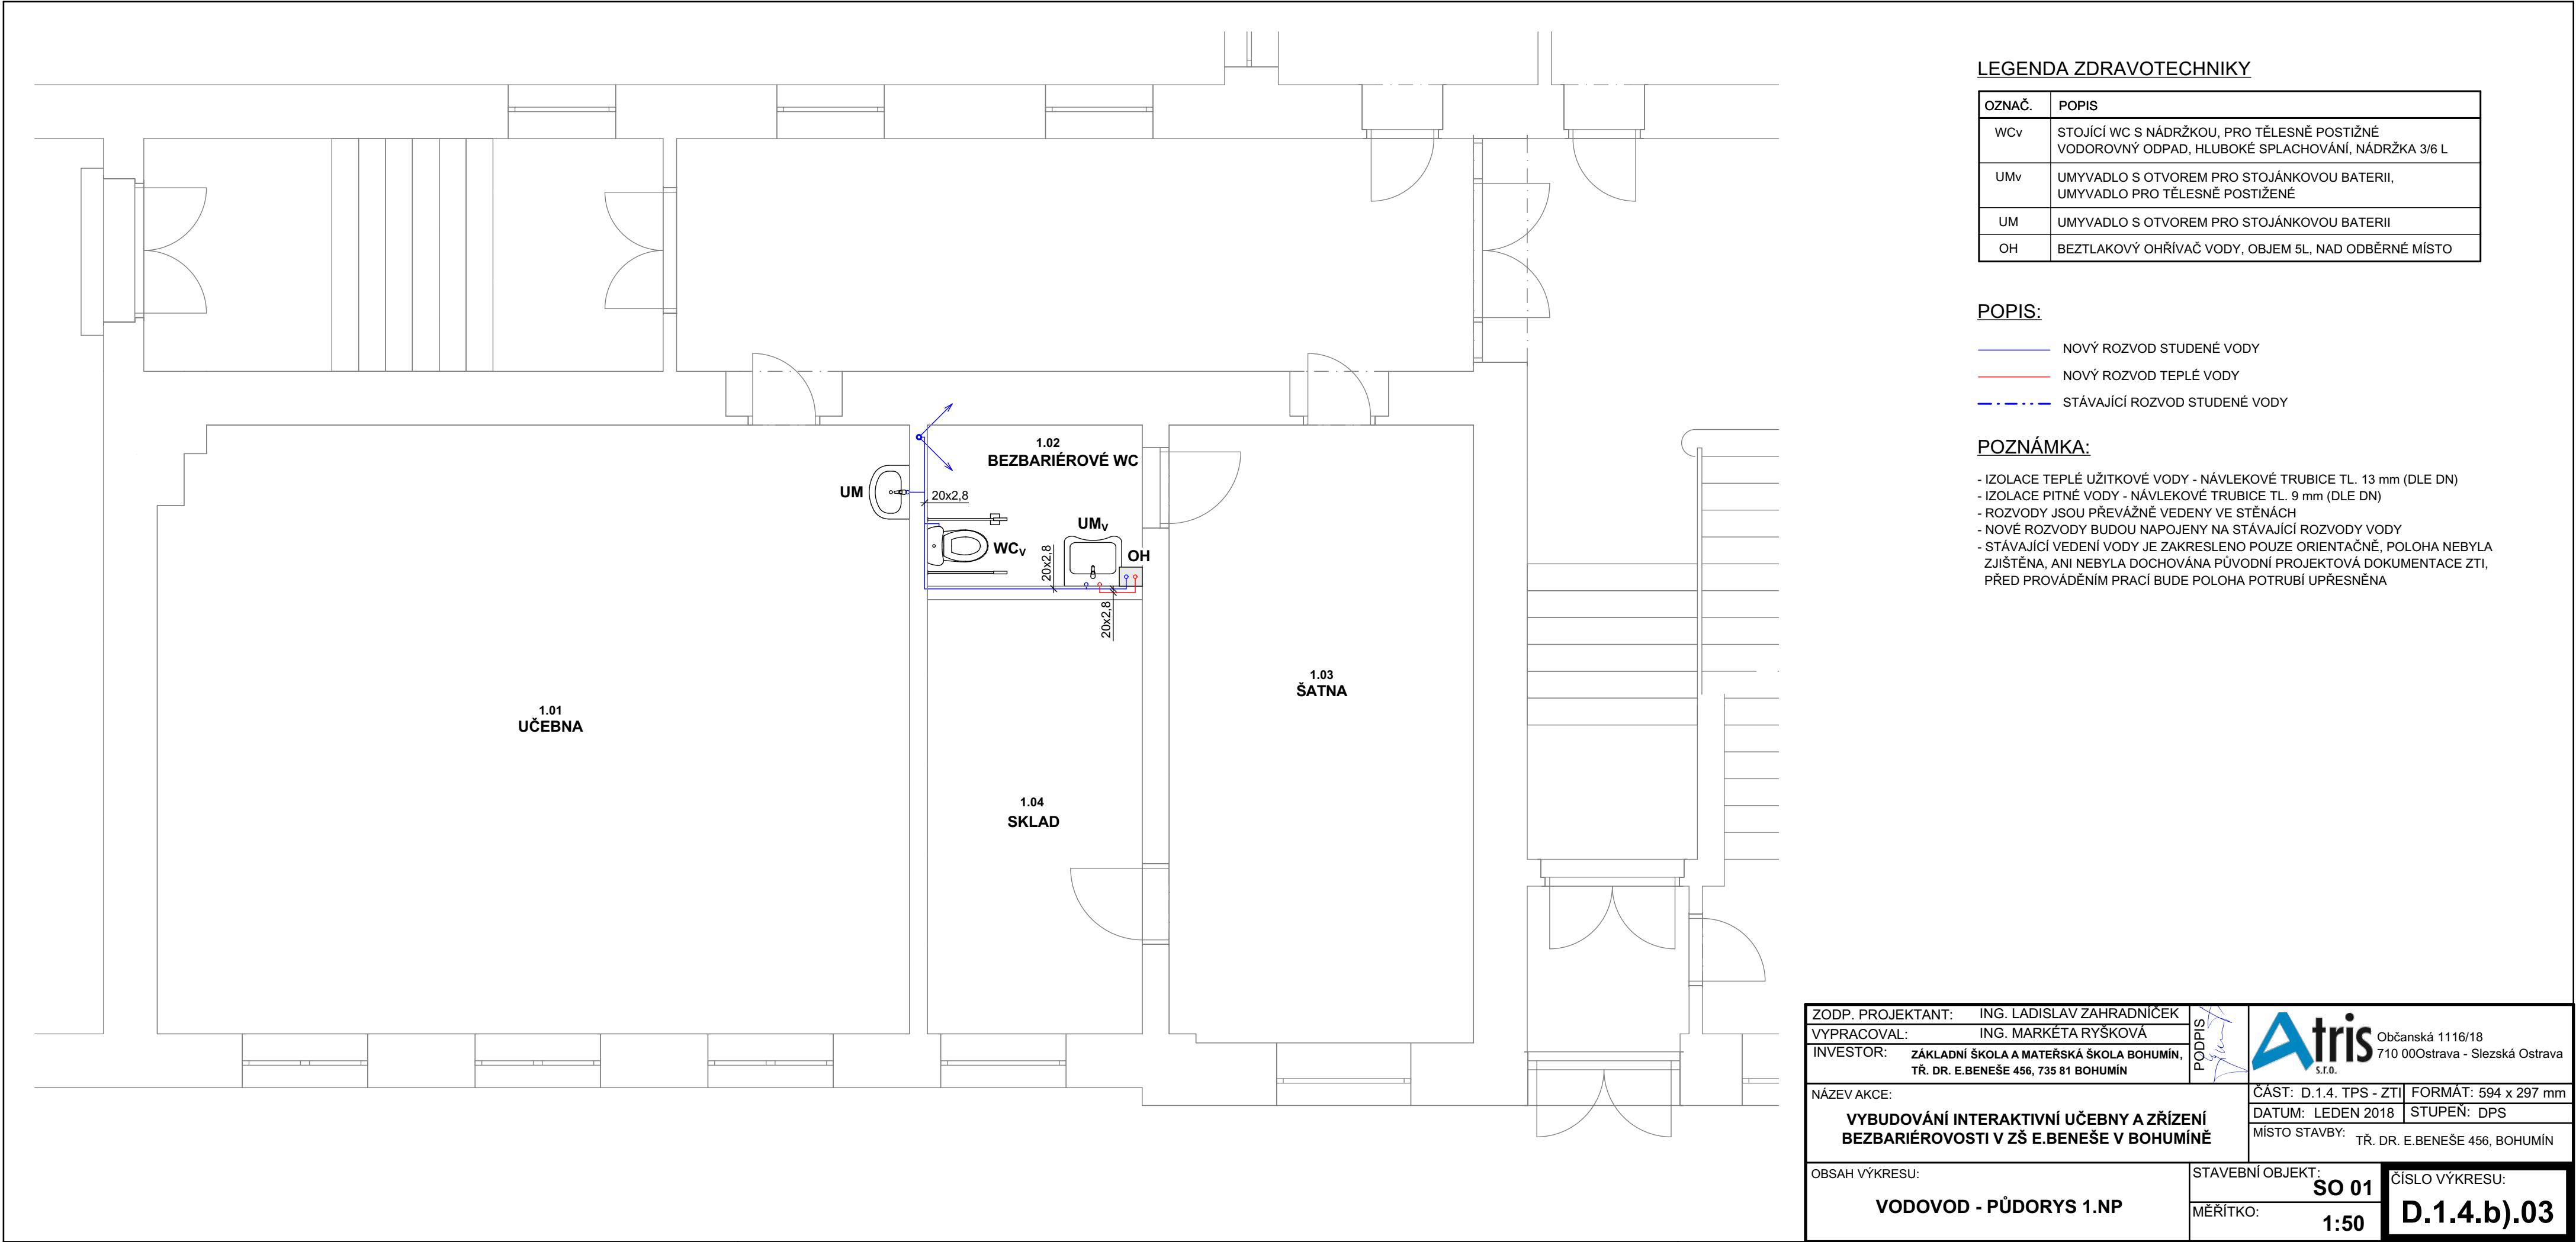 LEGENDA ZDRAVOTECHNIKY
OZNAČ. POPIS
WCv STOJÍCÍ WC S NÁDRŽKOU, PRO TĚLESNĚ POSTIŽNÉ
VODOROVNÝ ODPAD, HLUBOKÉ SPLACHOVÁNÍ, NÁDRŽKA 3/6 L
UMv UMYVADLO S OTVOREM PRO STOJÁNKOVOU BATERII,
UMYVADLO PRO TĚLESNĚ POSTIŽENÉ
UM UMYVADLO S OTVOREM PRO STOJÁNKOVOU BATERII
OH BEZTLAKOVÝ OHŘÍVAČ VODY, OBJEM 5L, NAD ODBĚRNÉ MÍSTO
POPIS:
NOVÝ ROZVOD STUDENÉ VODY
NOVÝ ROZVOD TEPLÉ VODY
STÁVAJÍCÍ ROZVOD STUDENÉ VODY
POZNÁMKA:
- IZOLACE TEPLÉ UŽITKOVÉ VODY - NÁVLEKOVÉ TRUBICE TL. 13 mm (DLE DN)
- IZOLACE PITNÉ VODY - NÁVLEKOVÉ TRUBICE TL. 9 mm (DLE DN)
- ROZVODY JSOU PŘEVÁŽNĚ VEDENY VE STĚNÁCH
- NOVÉ ROZVODY BUDOU NAPOJENY NA STÁVAJÍCÍ ROZVODY VODY
- STÁVAJÍCÍ VEDENÍ VODY JE ZAKRESLENO POUZE ORIENTAČNĚ, POLOHA NEBYLA
ZJIŠTĚNA, ANI NEBYLA DOCHOVÁNA PŮVODNÍ PROJEKTOVÁ DOKUMENTACE ZTI,
PŘED PROVÁDĚNÍM PRACÍ BUDE POLOHA POTRUBÍ UPŘESNĚNA
1.02
BEZBARIÉROVÉ WC
UM
20x2,8
UMv
WCv
OH
20x2,8
20x2,8
1.03
ŠATNA
1.01
UČEBNA
1.04
SKLAD
ZODP. PROJEKTANT: ING. LADISLAV ZAHRADNÍČEK
VYPRACOVAL: ING. MARKÉTA RYŠKOVÁ
INVESTOR: ZÁKLADNÍ ŠKOLA A MATEŘSKÁ ŠKOLA BOHUMÍN,
TŘ. DR. E.BENEŠE 456, 735 81 BOHUMÍN
PODPIS
Atris
s.r.o.
Občanská 1116/18
710 00Ostrava - Slezská Ostrava
NÁZEV AKCE:
VYBUDOVÁNÍ INTERAKTIVNÍ UČEBNY A ZŘÍZENÍ
BEZBARIÉROVOSTI V ZŠ E.BENEŠE V BOHUMÍNĚ
ČÁST: D.1.4. TPS - ZTI FORMÁT: 594 x 297 mm
DATUM: LEDEN 2018 STUPEŇ: DPS
MÍSTO STAVBY: TŘ. DR. E.BENEŠE 456, BOHUMÍN
OBSAH VÝKRESU:
VODOVOD - PŮDORYS 1.NP
STAVEBNÍ OBJEKT:
SO 01
MĚŘÍTKO:
1:50
ČÍSLO VÝKRESU:
D.1.4.b).03